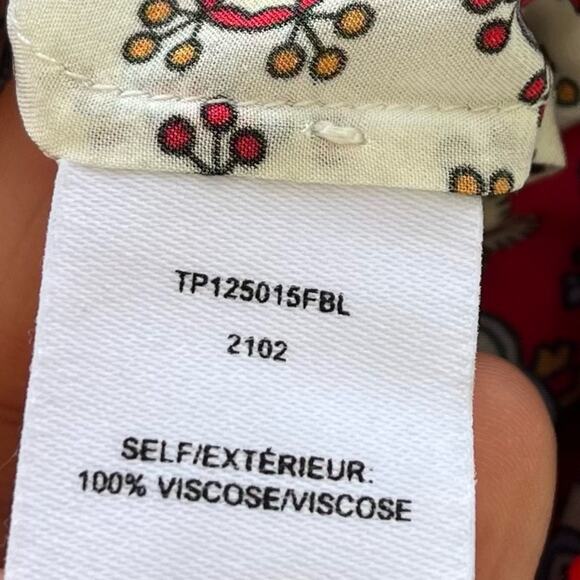 TP125015FBL
2102
SELF/EXTÉRIEUR:
100% VISCOSE/VISCOSE